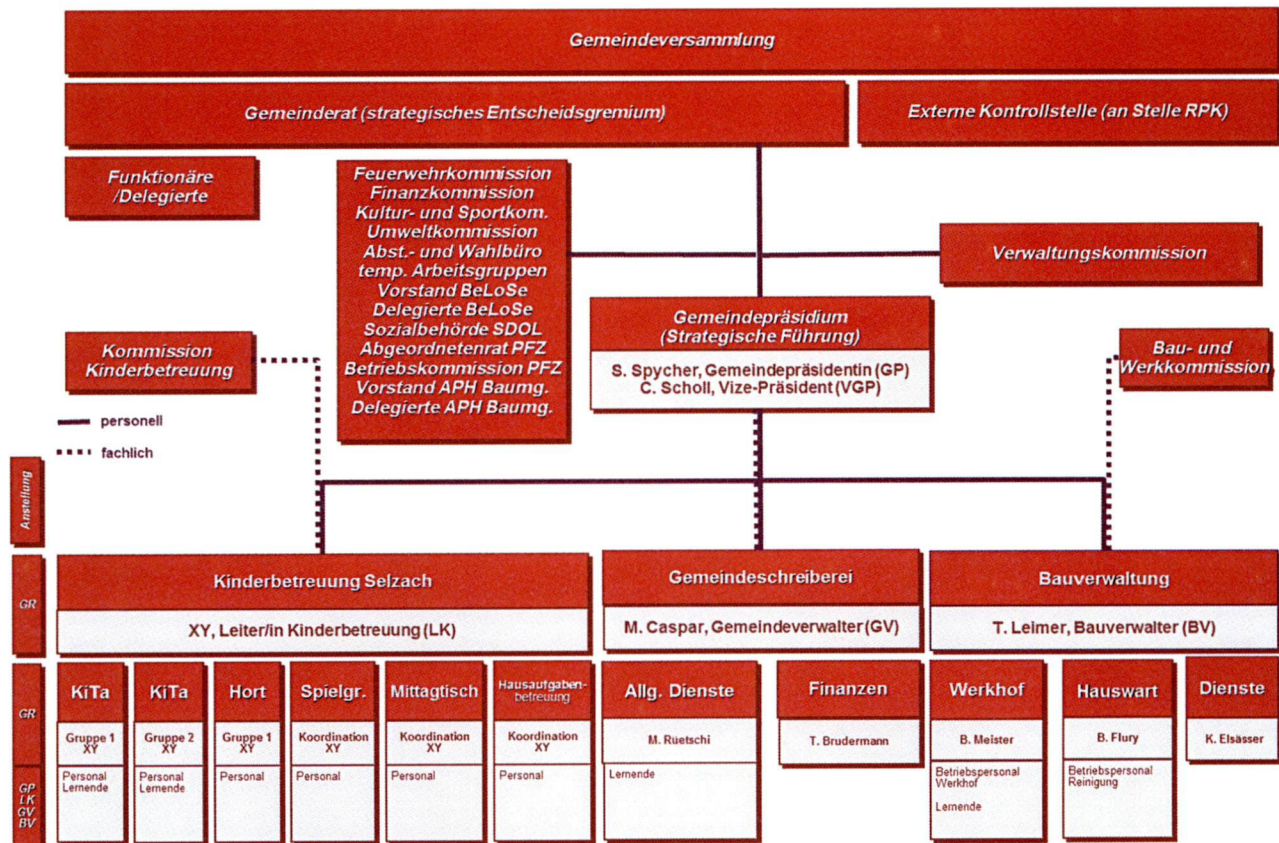 Gemeindeversammlung
Gemeinderat (strategisches Entscheidsgremium)
Externe Kontrollstelle (an Stelle RPK)
Funktionäre
/Delegierte
Feuerwehrkommission
Finanzkommission
Kultur- und Sportkom.
Umweltkommission
Abst.- und Wahlbüro
temp. Arbeitsgruppen
Vorstand BeLoSe
Delegierte BeLoSe
Sozialbehörde SDOL
Abgeordnetenrat PFZ
Betriebskommission PFZ
Vorstand APH Baumg.
Delegierte APH Baumg.
Verwaltungskommission
Gemeindepräsidium
(Strategische Führung)
S. Spycher, Gemeindepräsidentin (GP)
C. Scholl, Vize-Präsident (VGP)
Kommission
Kinderbetreuung
Bau- und
Werkkommission
personell
fachlich
Anstellung
GR
Kinderbetreuung Selzach
XY, Leiter/in Kinderbetreuung (LK)
Gemeindeschreiberei
M. Caspar, Gemeindeverwalter (GV)
Bauverwaltung
T. Leimer, Bauverwalter (BV)
GR
KiTa
Gruppe 1
XY
KiTa
Gruppe 2
XY
Hort
Gruppe 1
XY
Spielgr.
Koordination
XY
Mittagtisch
Koordination
XY
Hausaufgaben-
betreuung
Koordination
XY
Allg. Dienste
M. Rüetschi
Finanzen
T. Brudermann
Werkhof
B. Meister
Hauswart
B. Flury
Dienste
K. Elsässer
GP
LK
GV
BV
Personal
Lernende
Personal
Lernende
Personal
Personal
Personal
Personal
Lernende
Betriebspersonal
Werkhof
Lernende
Betriebspersonal
Reinigung